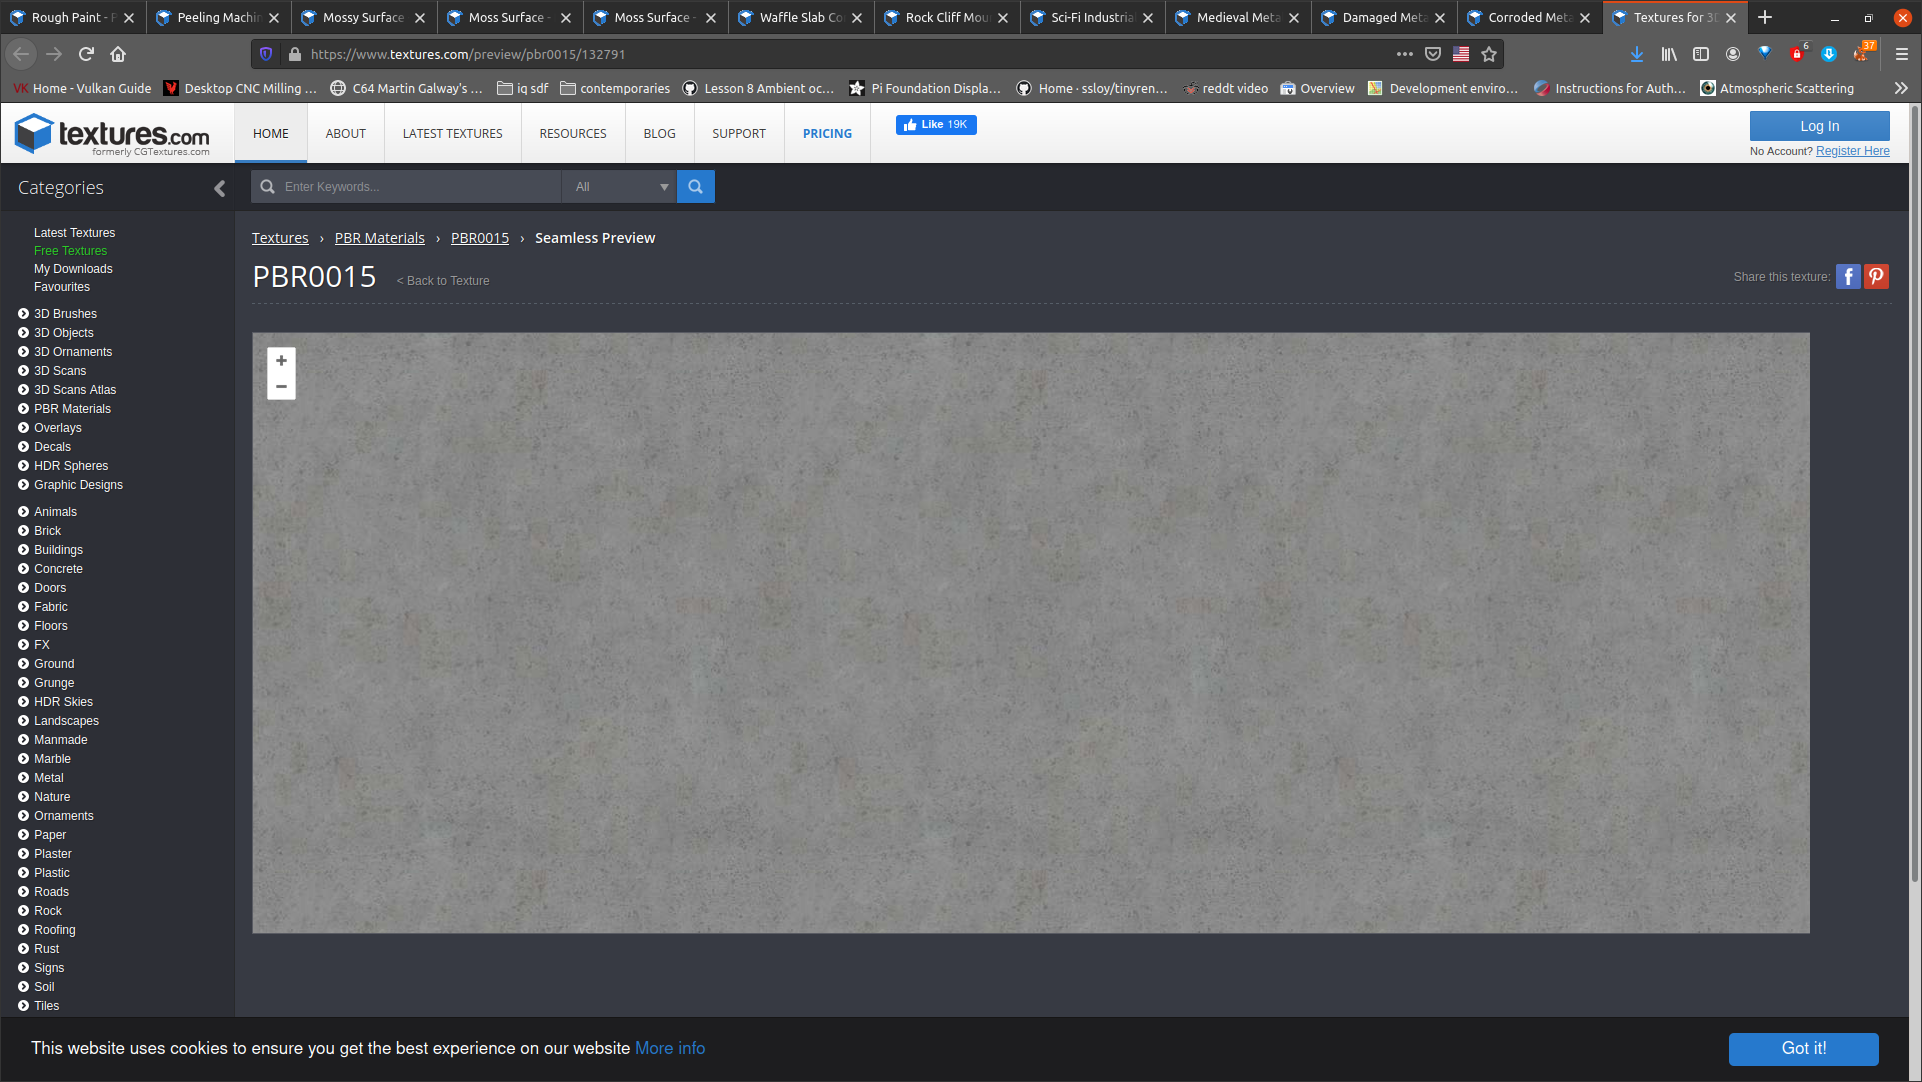 Rough Paint - P
Peeling Machin
Mossy Surface
Moss Surface -
Moss Surface -
Waffle Slab Co
Rock Cliff Mou
Sci-Fi Industria
Medieval Meta
Damaged Meta
Corroded Meta
Textures for 3D
https://www.textures.com/preview/pbr0015/132791
6
37
VK Home - Vulkan Guide
Desktop CNC Milling ...
C64 Martin Galway's ...
iq sdf
contemporaries
Lesson 8 Ambient oc...
Pi Foundation Displa...
Home · ssloy/tinyren...
reddt video
Overview
Development enviro...
Instructions for Auth...
Atmospheric Scattering
textures.com
formerly CGTextures.com
HOME
ABOUT
LATEST TEXTURES
RESOURCES
BLOG
SUPPORT
PRICING
Like 19K
Log In
No Account? Register Here
Categories
Enter Keywords...
All
Latest Textures
Free Textures
My Downloads
Favourites
3D Brushes
3D Objects
3D Ornaments
3D Scans
3D Scans Atlas
PBR Materials
Overlays
Decals
HDR Spheres
Graphic Designs
Animals
Brick
Buildings
Concrete
Doors
Fabric
Floors
FX
Ground
Grunge
HDR Skies
Landscapes
Manmade
Marble
Metal
Nature
Ornaments
Paper
Plaster
Plastic
Roads
Rock
Roofing
Rust
Signs
Soil
Tiles
Textures › PBR Materials › PBR0015 › Seamless Preview
PBR0015
< Back to Texture
Share this texture:
+
−
This website uses cookies to ensure you get the best experience on our website More info
Got it!